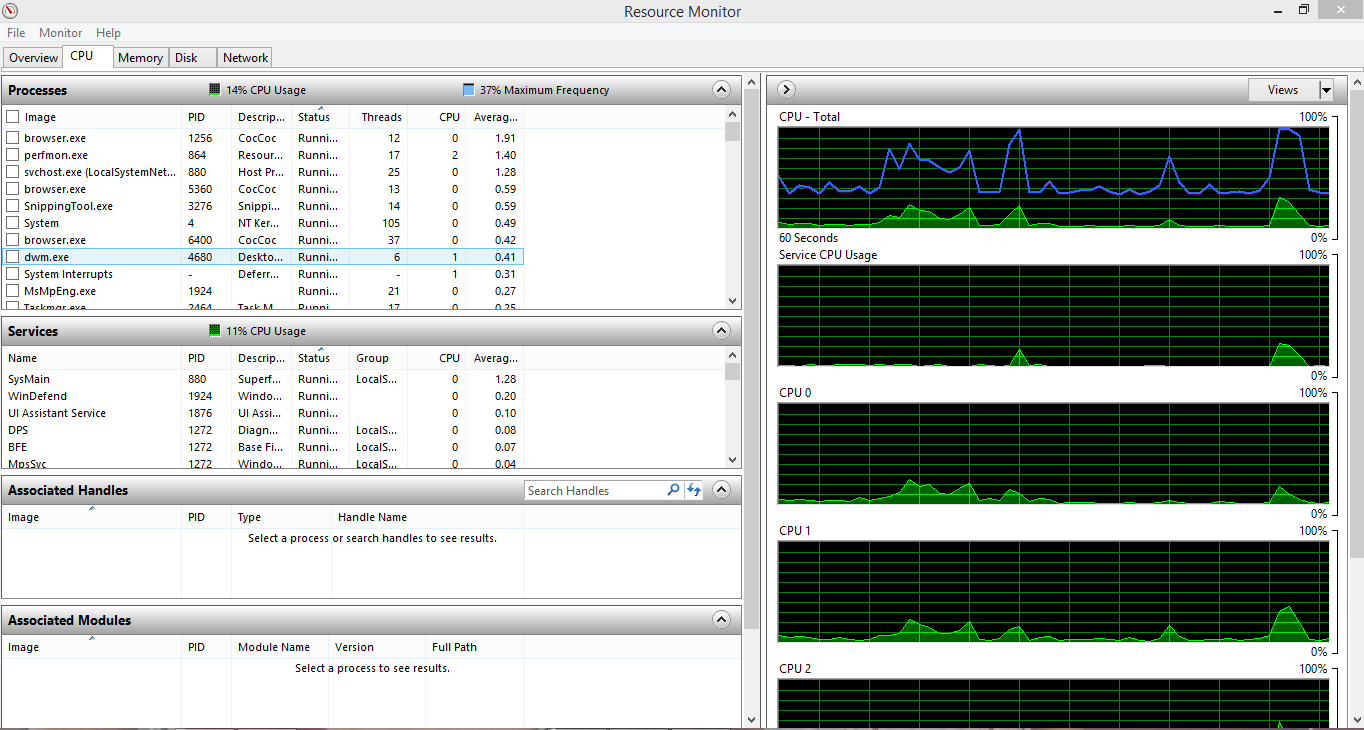 Resource Monitor
File Monitor Help
Overview CPU Memory Disk Network
Processes 14% CPU Usage 37% Maximum Frequency
Image PID Descrip... Status Threads CPU Averag...
browser.exe 1256 CocCoc Runni... 12 0 1.91
perfmon.exe 864 Resour... Runni... 17 2 1.40
svchost.exe (LocalSystemNet... 880 Host Pr... Runni... 25 0 1.28
browser.exe 5360 CocCoc Runni... 13 0 0.59
SnippingTool.exe 3276 Snippi... Runni... 14 0 0.59
System 4 NT Ker... Runni... 105 0 0.49
browser.exe 6400 CocCoc Runni... 37 0 0.42
dwm.exe 4680 Deskto... Runni... 6 1 0.41
System Interrupts - Deferr... Runni... - 1 0.31
MsMpEng.exe 1924 Runni... 21 0 0.27
Taskmgr.exe 2464 Task M... Runni... 17 0 0.25
Services 11% CPU Usage
Name PID Descrip... Status Group CPU Averag...
SysMain 880 Superf... Runni... LocalS... 0 1.28
WinDefend 1924 Windo... Runni... 0 0.20
UI Assistant Service 1876 UI Assi... Runni... 0 0.10
DPS 1272 Diagn... Runni... LocalS... 0 0.08
BFE 1272 Base Fi... Runni... LocalS... 0 0.07
MpsSvc 1272 Windo... Runni... LocalS... 0 0.04
Associated Handles Search Handles
Image PID Type Handle Name
Select a process or search handles to see results.
Associated Modules
Image PID Module Name Version Full Path
Select a process to see results.
Views
CPU - Total 100%
60 Seconds 0%
Service CPU Usage 100%
0%
CPU 0 100%
0%
CPU 1 100%
0%
CPU 2 100%